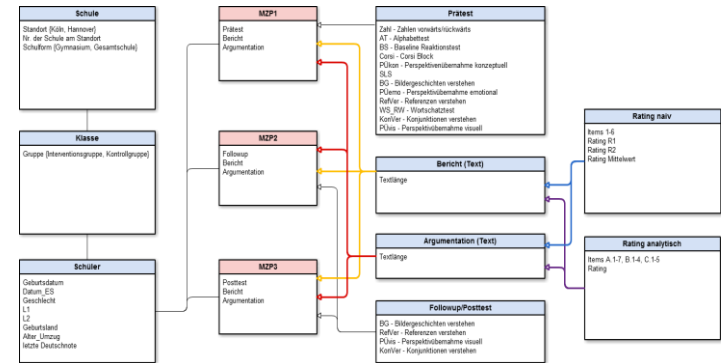 Schule
Standort {Köln, Hannover}
Nr. der Schule am Standort
Schulform {Gymnasium, Gesamtschule}
Klasse
Gruppe {Interventionsgruppe, Kontrollgruppe}
Schüler
Geburtsdatum
Datum_ES
Geschlecht
L1
L2
Geburtsland
Alter_Umzug
letzte Deutschnote
MZP1
Prätest
Bericht
Argumentation
MZP2
Followup
Bericht
Argumentation
MZP3
Posttest
Bericht
Argumentation
Prätest
Zahl - Zahlen vorwärts/rückwärts
AT - Alphabettest
BS - Baseline Reaktionstest
Corsi - Corsi Block
PÜkon - Perspektivenübernahme konzeptuell
SLS
BG - Bildergeschichten verstehen
PÜemo - Perspektivübernahme emotional
RefVer - Referenzen verstehen
WS_RW - Wortschatztest
KonVer - Konjunktionen verstehen
PÜvis - Perspektivübernahme visuell
Bericht (Text)
Textlänge
Argumentation (Text)
Textlänge
Followup/Posttest
BG - Bildergeschichten verstehen
RefVer - Referenzen verstehen
PÜvis - Perspektivübernahme visuell
KonVer - Konjunktionen verstehen
Rating naiv
Items 1-6
Rating R1
Rating R2
Rating Mittelwert
Rating analytisch
Items A.1-7, B.1-4, C.1-5
Rating